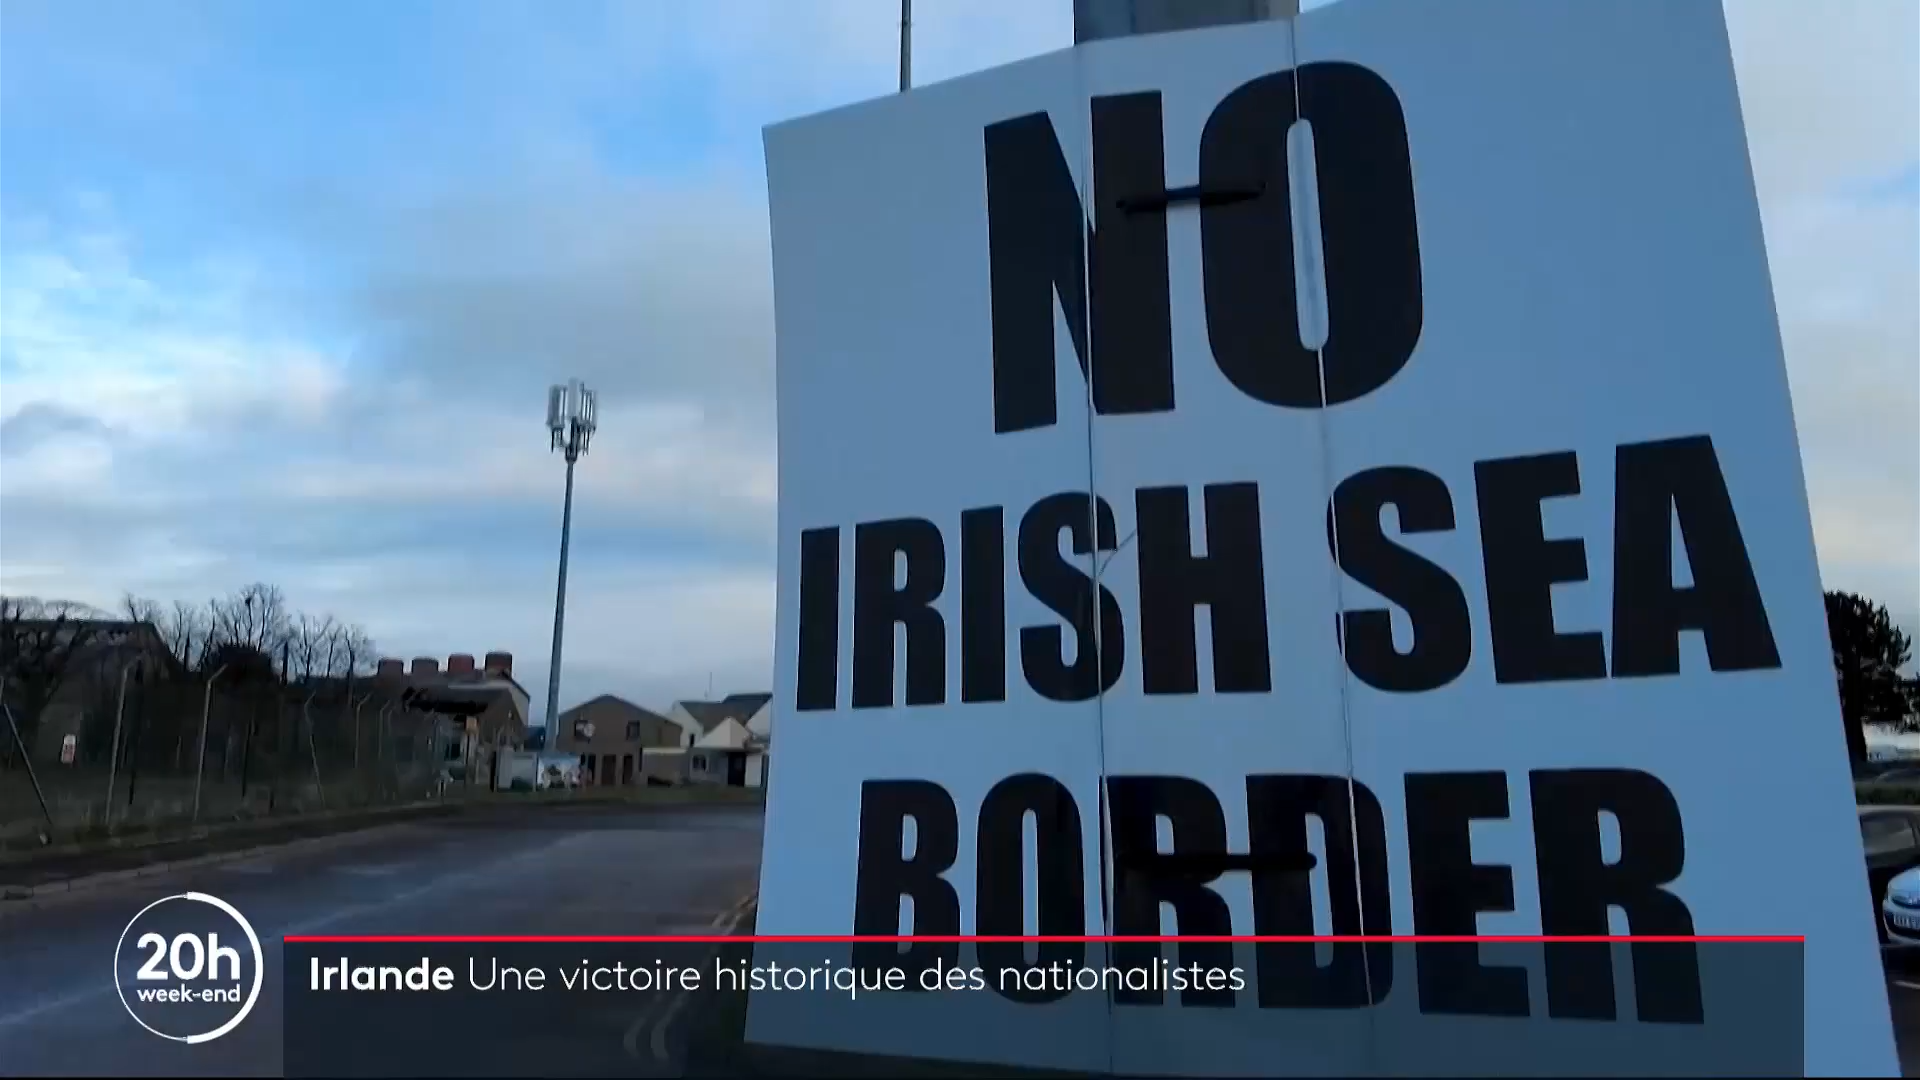 NO
IRISH SEA
BORDER
20h
week-end
Irlande Une victoire historique des nationalistes